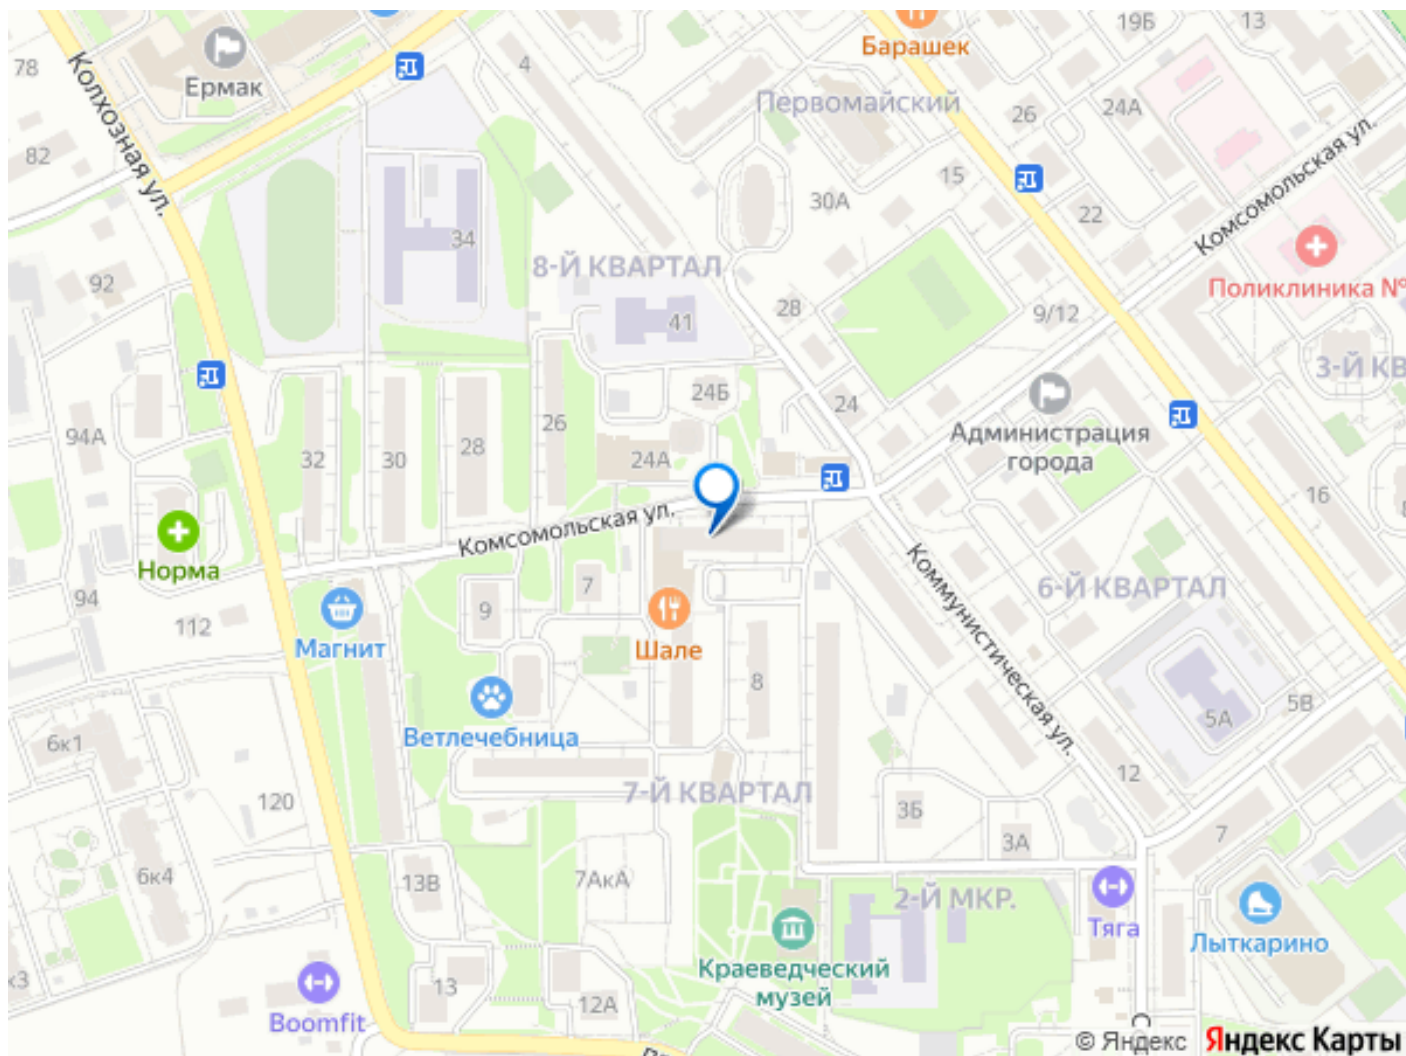 19Б
13
Барашек
4
78
Ермак
Колхозная ул.
Первомайский
26
24А
82
15
30А
22
Комсомольская ул.
34
8-Й КВАРТАЛ
92
41
28
9/12
Поликлиника №
3-Й КВ
24Б
24
26
94А
32
30
28
24А
Администрация
города
16
Комсомольская ул.
Норма
7
9
94
112
Магнит
Шале
Коммунистическая ул.
6-Й КВАРТАЛ
8
5А
5В
Ветлечебница
6к1
12
7-Й КВАРТАЛ
120
3Б
7
3А
6к4
13В
7АкА
2-Й МКР.
Тяга
Лыткарино
Краеведческий
музей
к3
13
12А
Boomfit
© Яндекс Яндекс Карты